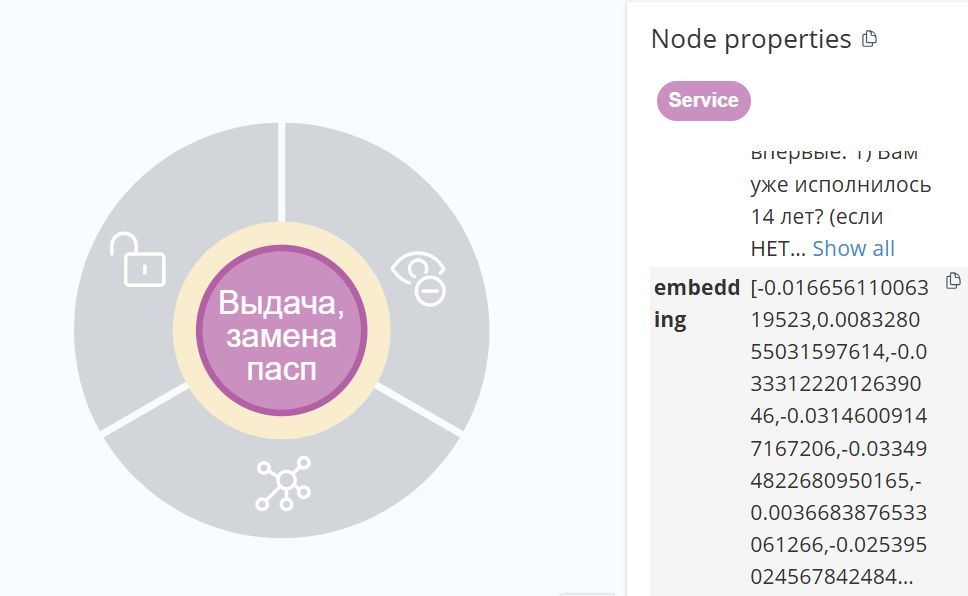 Выдача,
замена
пасп
Node properties
Service
впервые. 1) Вам
уже исполнилось
14 лет? (если
НЕТ... Show all
embedd
ing
[-0.016656110063
19523,0.0083280
55031597614,-0.0
33312220126390
46,-0.0314600914
7167206,-0.03349
4822680950165,-
0.0036683876533
061266,-0.025395
024567842484...